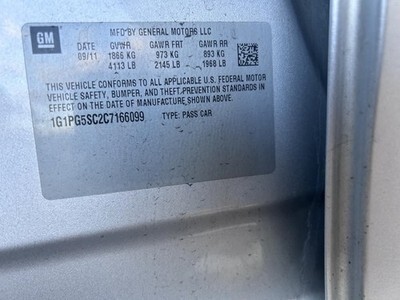 GM
MFD BY GENERAL MOTORS LLC
DATE GVWR GAWR FRT GAWR RR
09/11 1866 KG 973 KG 893 KG
4113 LB 2145 LB 1968 LB
THIS VEHICLE CONFORMS TO ALL APPLICABLE U.S. FEDERAL MOTOR
VEHICLE SAFETY, BUMPER, AND THEFT PREVENTION STANDARDS IN
EFFECT ON THE DATE OF MANUFACTURE SHOWN ABOVE.
1G1PG5SC2C7166099 TYPE: PASS CAR